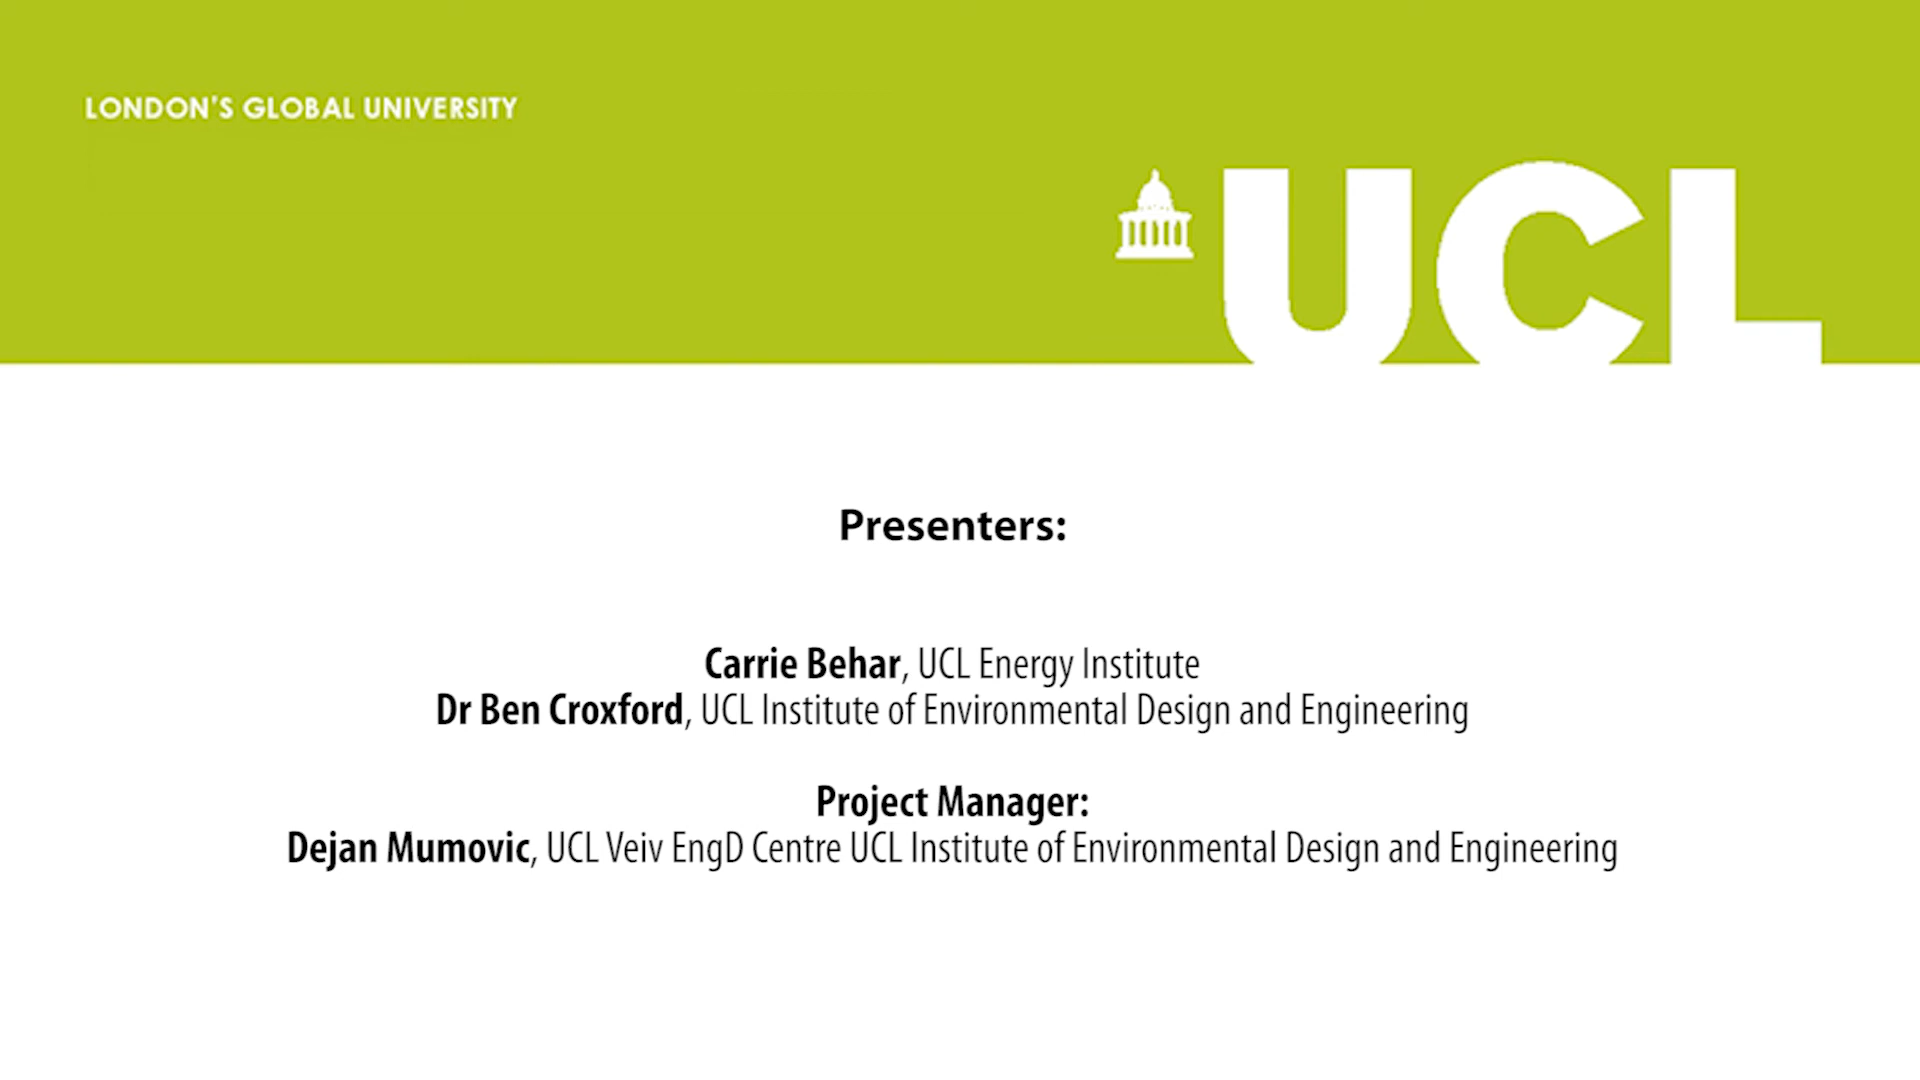 LONDON'S GLOBAL UNIVERSITY
UCL
Presenters:
Carrie Behar, UCL Energy Institute
Dr Ben Croxford, UCL Institute of Environmental Design and Engineering
Project Manager:
Dejan Mumovic, UCL Veiv EngD Centre UCL Institute of Environmental Design and Engineering